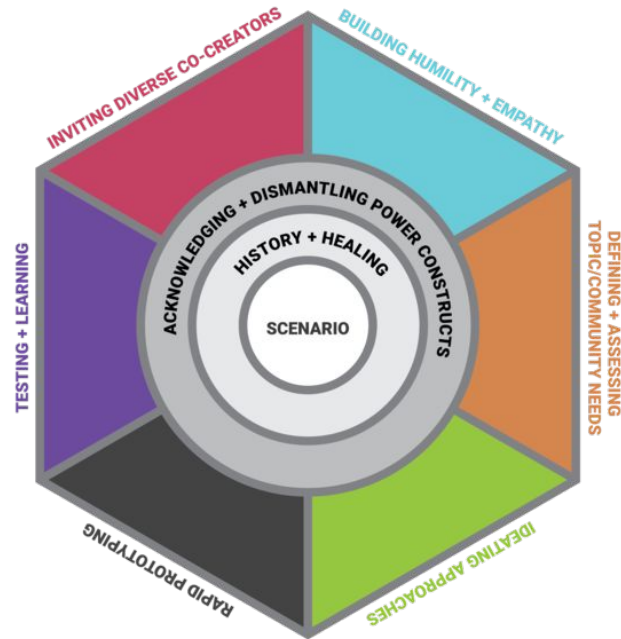 INVITING DIVERSE CO-CREATORS
BUILDING HUMILITY + EMPATHY
DEFINING + ASSESSING
TOPIC/COMMUNITY NEEDS
IDEATING APPROACHES
RAPID PROTOTYPING
TESTING + LEARNING
ACKNOWLEDGING + DISMANTLING POWER CONSTRUCTS
HISTORY + HEALING
SCENARIO